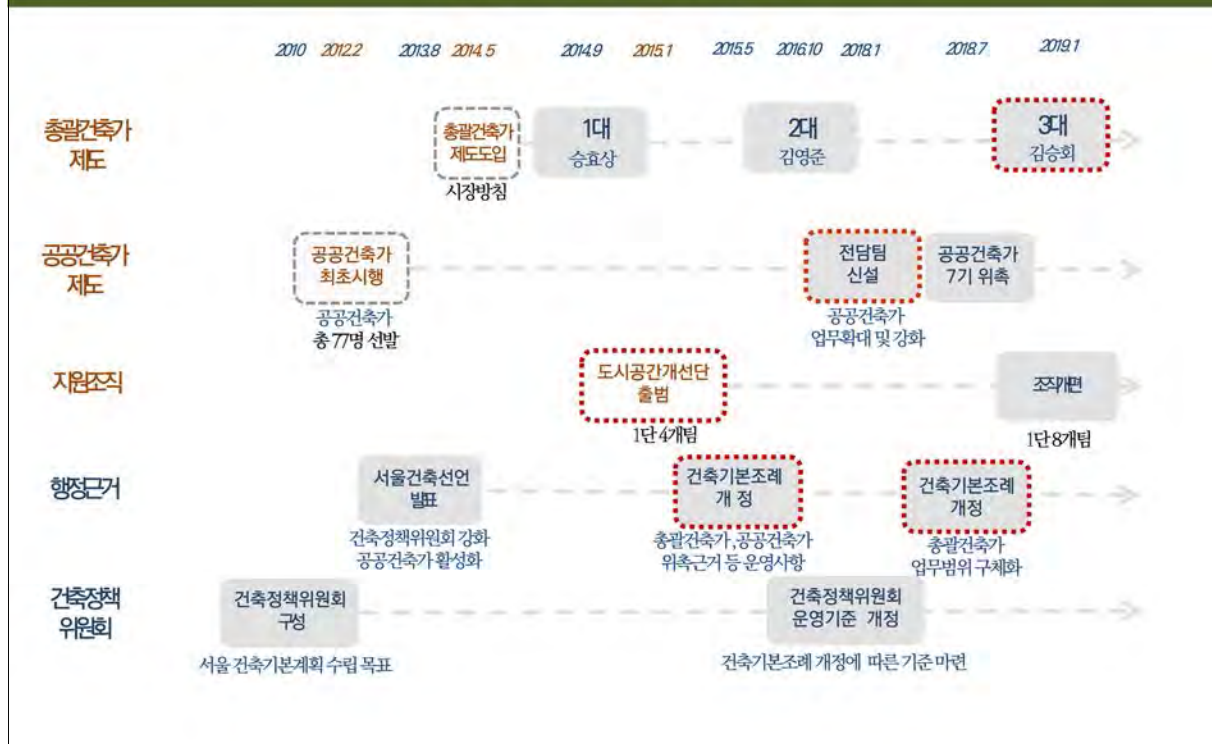 2010 2012.2 2013.8 2014.5 2014.9 2015.1 2015.5 2016.10 2018.1 2018.7 2019.1
총괄건축가
제도
총괄건축가
제도도입
시장방침
1대
승효상
2대
김영준
3대
김승회
공공건축가
제도
공공건축가
최초시행
공공건축가
총 77명 선발
전담팀
신설
공공건축가
업무확대 및 강화
공공건축가
7기 위촉
지원조직
도시공간개선단
출범
1단 4개팀
조직개편
1단 8개팀
행정근거
서울건축선언
발표
건축정책위원회 강화
공공건축가 활성화
건축기본조례
개 정
총괄건축가 ,공공건축가
위촉근거 등 운영사항
건축기본조례
개정
총괄건축가
업무범위 구체화
건축정책
위원회
건축정책위원회
구성
서울 건축기본계획 수립 목표
건축정책위원회
운영기준 개정
건축기본조례 개정에 따른 기준 마련